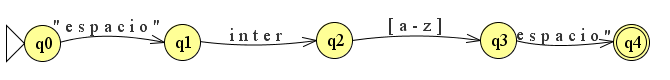 q0 "espacio" q1 inter q2 [a-z] q3 espacio" q4